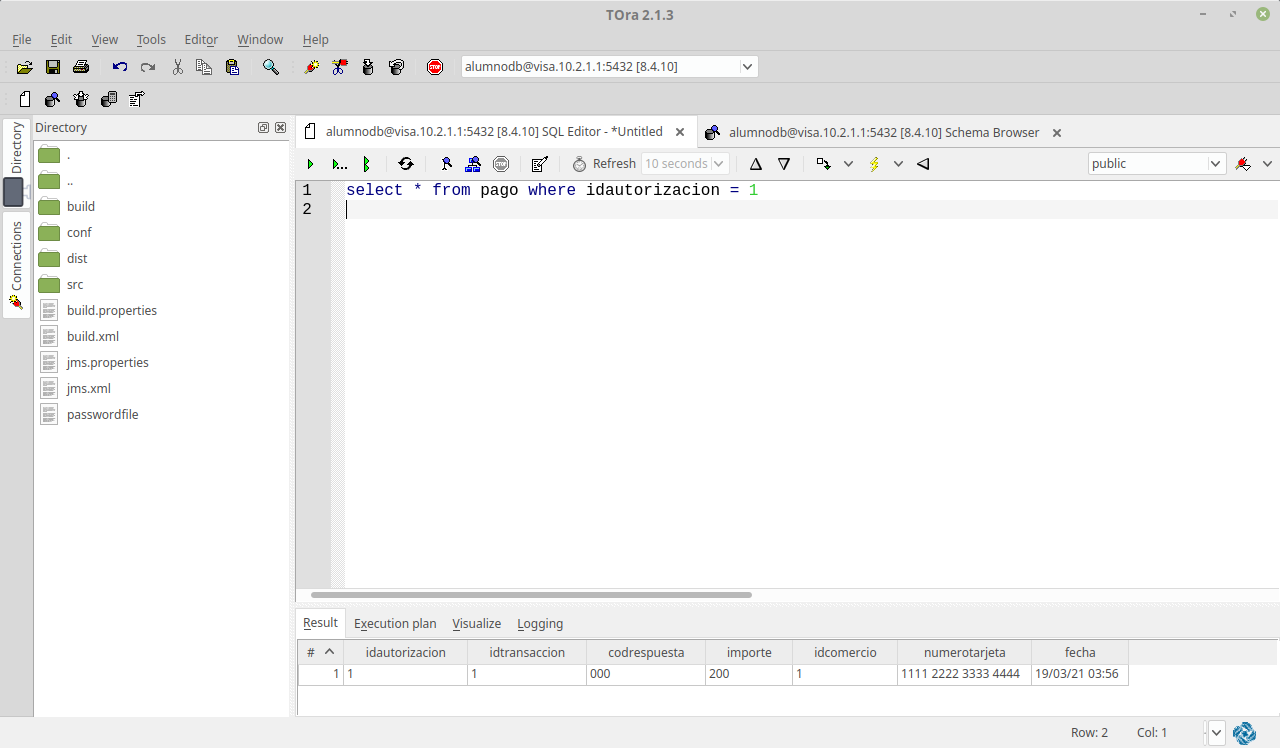 TOra 2.1.3
File Edit View Tools Editor Window Help
alumnodb@visa.10.2.1.1:5432 [8.4.10]
Directory
Connections
Directory
.
..
build
conf
dist
src
build.properties
build.xml
jms.properties
jms.xml
passwordfile
alumnodb@visa.10.2.1.1:5432 [8.4.10] SQL Editor - *Untitled
alumnodb@visa.10.2.1.1:5432 [8.4.10] Schema Browser
Refresh 10 seconds public
1 select * from pago where idautorizacion = 1
2
Result Execution plan Visualize Logging
# idautorizacion idtransaccion codrespuesta importe idcomercio numerotarjeta fecha
1 1 1 000 200 1 1111 2222 3333 4444 19/03/21 03:56
Row: 2 Col: 1